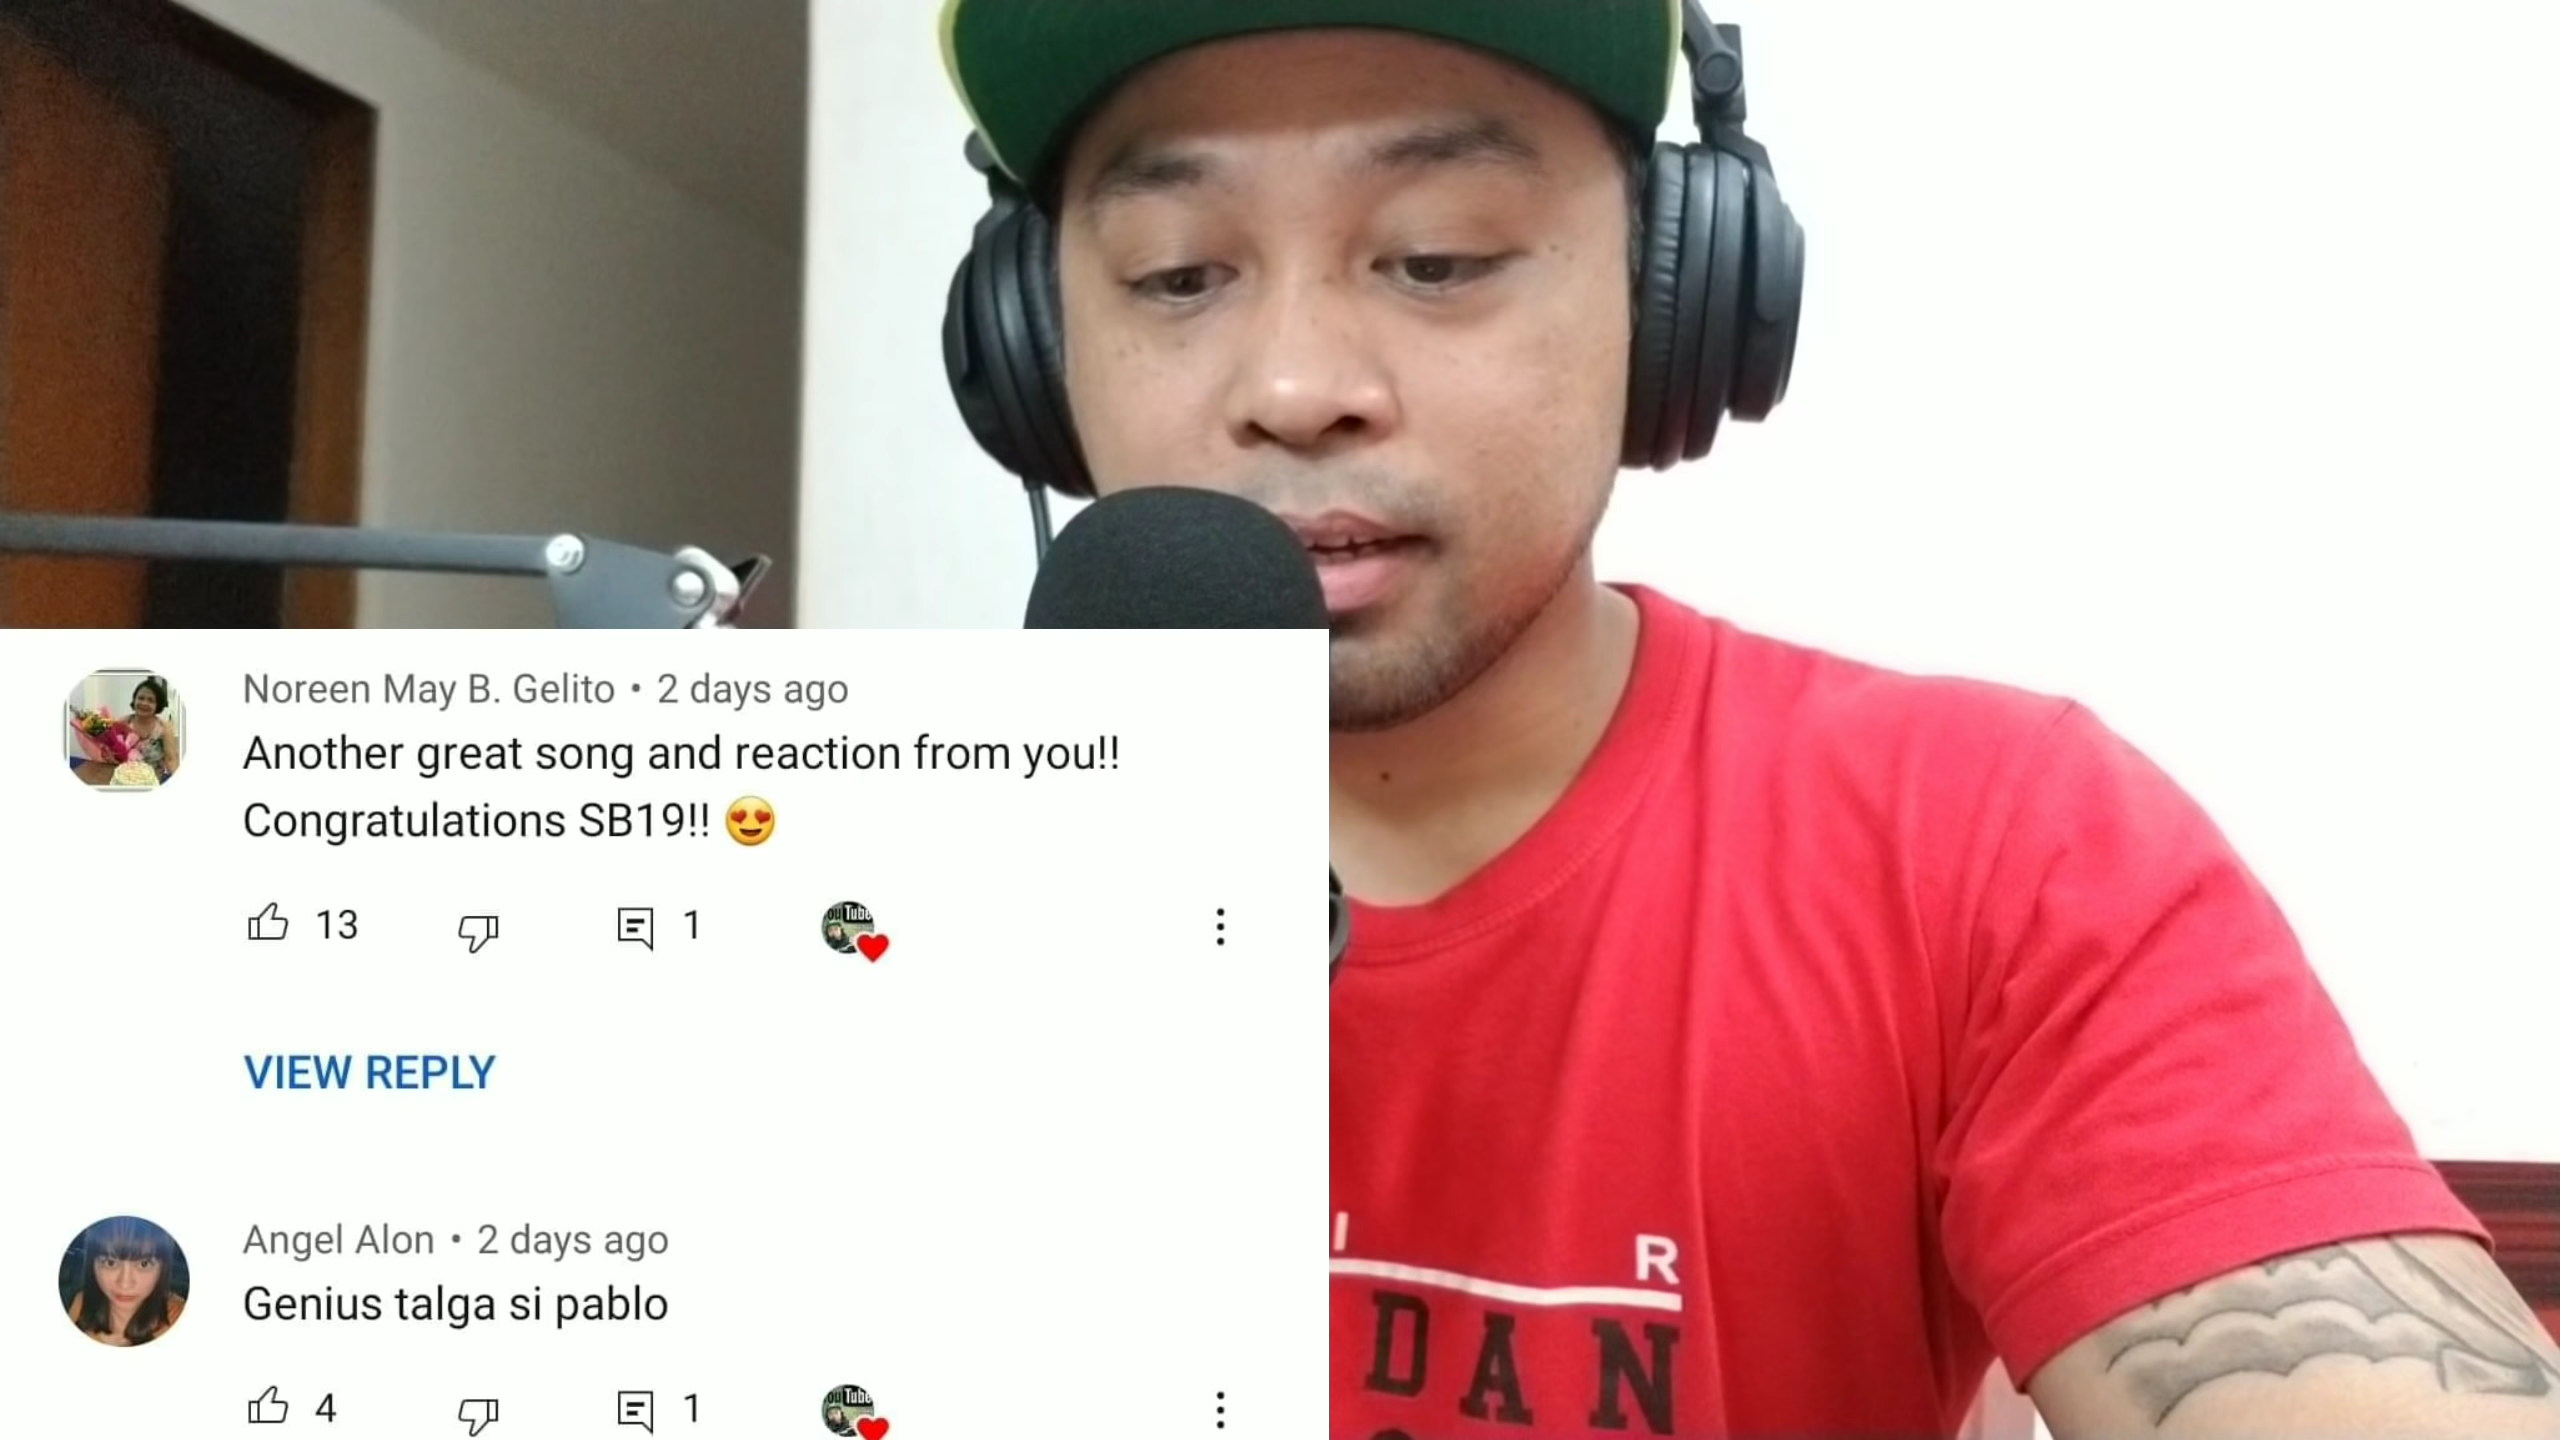 Noreen May B. Gelito • 2 days ago
Another great song and reaction from you!!
Congratulations SB19!! 😍
13
1
VIEW REPLY
Angel Alon • 2 days ago
Genius talga si pablo
4
1
I R
DAN